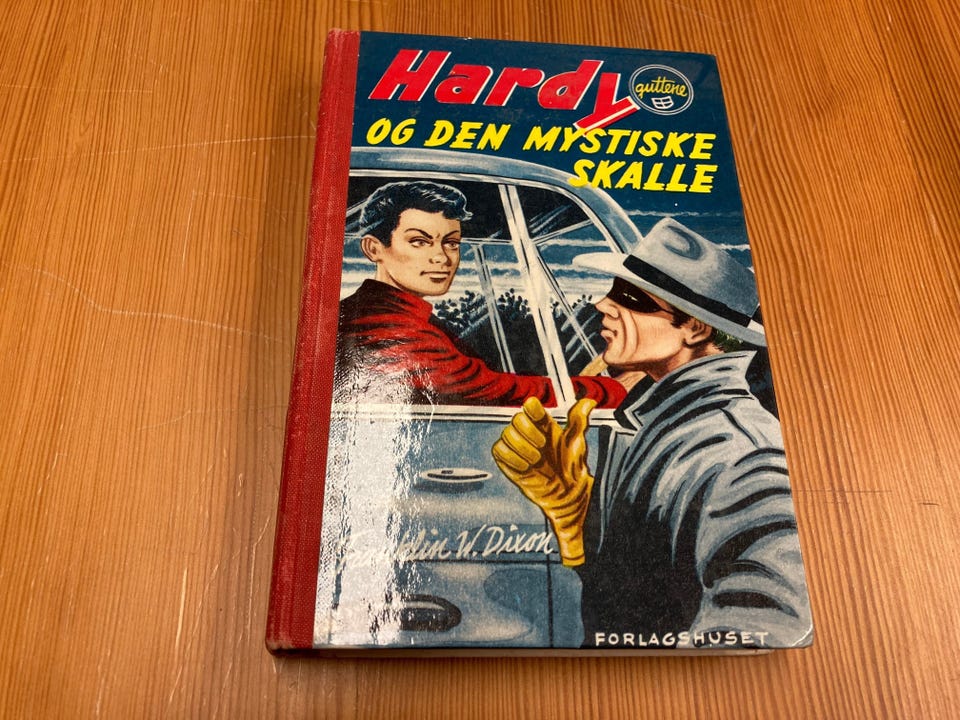 Hardy
guttene
OG DEN MYSTISKE
SKALLE
Franklin W. Dixon
FORLAGSHUSET